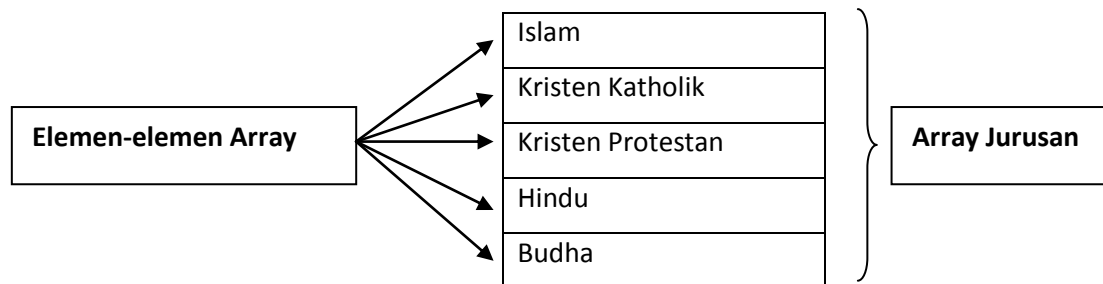 Elemen-elemen Array
Islam
Kristen Katholik
Kristen Protestan
Hindu
Budha
Array Jurusan